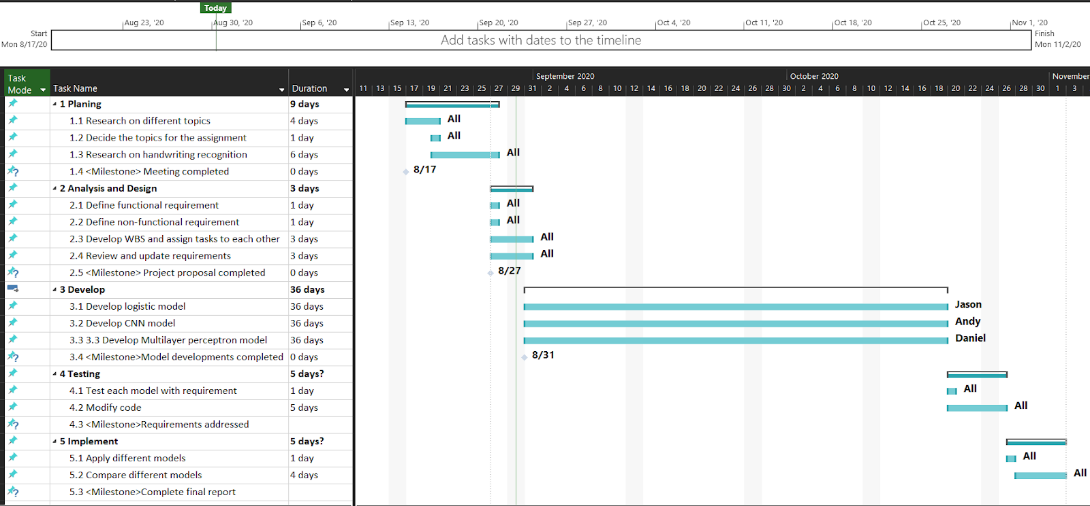 Today
Aug 23, '20 Aug 30, '20 Sep 6, '20 Sep 13, '20 Sep 20, '20 Sep 27, '20 Oct 4, '20 Oct 11, '20 Oct 18, '20 Oct 25, '20 Nov 1, '20
Start
Mon 8/17/20
Add tasks with dates to the timeline
Finish
Mon 11/2/20
Task Mode Task Name Duration
September 2020 October 2020 November
11 13 15 17 19 21 23 25 27 29 31 2 4 6 8 10 12 14 16 18 20 22 24 26 28 30 2 4 6 8 10 12 14 16 18 20 22 24 26 28 30 1 3
1 Planing 9 days
1.1 Research on different topics 4 days All
1.2 Decide the topics for the assignment 1 day All
1.3 Research on handwriting recognition 6 days All
1.4 <Milestone> Meeting completed 0 days 8/17
2 Analysis and Design 3 days
2.1 Define functional requirement 1 day All
2.2 Define non-functional requirement 1 day All
2.3 Develop WBS and assign tasks to each other 3 days All
2.4 Review and update requirements 3 days All
2.5 <Milestone> Project proposal completed 0 days 8/27
3 Develop 36 days
3.1 Develop logistic model 36 days Jason
3.2 Develop CNN model 36 days Andy
3.3 3.3 Develop Multilayer perceptron model 36 days Daniel
3.4 <Milestone>Model developments completed 0 days 8/31
4 Testing 5 days?
4.1 Test each model with requirement 1 day All
4.2 Modify code 5 days All
4.3 <Milestone>Requirements addressed
5 Implement 5 days?
5.1 Apply different models 1 day All
5.2 Compare different models 4 days All
5.3 <Milestone>Complete final report